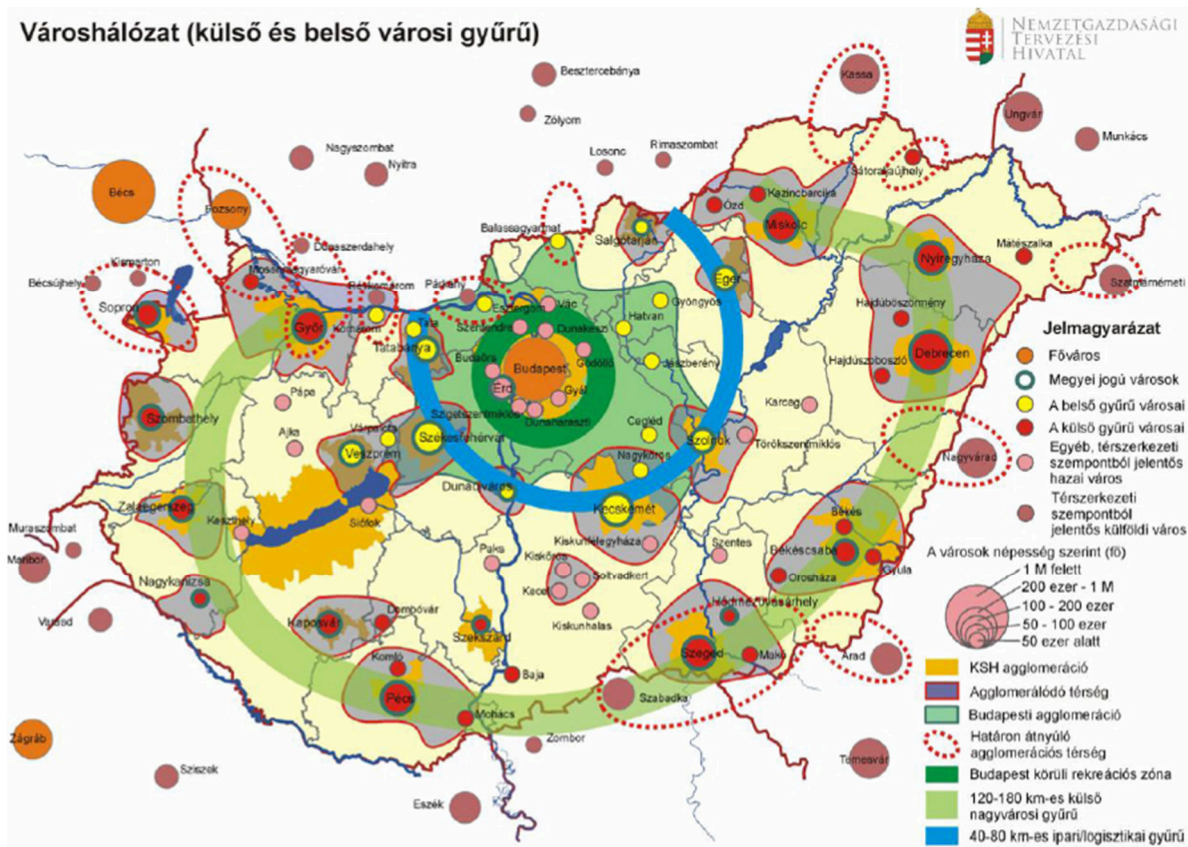 Városhálózat (külső és belső városi gyűrű)
NEMZETGAZDASÁGI
TERVEZÉSI
HIVATAL
Besztercebánya
Kassa
Zólyom
Ungvár
Munkács
Nagyszombat
Nyitra
Losonc
Rimaszombat
Sátoraljaújhely
Bécs
Pozsony
Kazincbarcika
Ózd
Miskolc
Balassagyarmat
Salgótarján
Dunaszerdahely
Mosonmagyaróvár
Kismarton
Bécsújhely
Révkomárom
Párkány
Eger
Nyíregyháza
Mátészalka
Szatmárnémeti
Sopron
Győr
Komárom
Tata
Tatabánya
Esztergom
Vác
Szentendre
Dunakeszi
Gödöllő
Gyöngyös
Hatvan
Hajdúböszörmény
Debrecen
Hajdúszoboszló
Jászberény
Budaörs
Budapest
Érd
Gyál
Szigetszentmiklós
Dunaharaszti
Pápa
Ajka
Szombathely
Várpalota
Veszprém
Székesfehérvár
Cegléd
Nagykőrös
Szolnok
Törökszentmiklós
Karcag
Nagyvárad
Dunaújváros
Kecskemét
Zalaegerszeg
Keszthely
Siófok
Muraszombat
Maribor
Nagykanizsa
Paks
Kiskőrös
Kiskunfélegyháza
Soltvadkert
Kecel
Kiskunhalas
Szentes
Békés
Békéscsaba
Gyula
Orosháza
Hódmezővásárhely
Varasd
Kaposvár
Dombóvár
Szekszárd
Szeged
Makó
Arad
Komló
Pécs
Baja
Mohács
Szabadka
Zombor
Zágráb
Sziszek
Eszék
Temesvár
Jelmagyarázat
Főváros
Megyei jogú városok
A belső gyűrű városai
A külső gyűrű városai
Egyéb, térszerkezeti
szempontból jelentős
hazai város
Térszerkezeti
szempontból
jelentős külföldi város
A városok népesség szerint (fő)
1 M felett
200 ezer - 1 M
100 - 200 ezer
50 - 100 ezer
50 ezer alatt
KSH agglomeráció
Agglomerálódó térség
Budapesti agglomeráció
Határon átnyúló
agglomerációs térség
Budapest körüli rekreációs zóna
120-180 km-es külső
nagyvárosi gyűrű
40-80 km-es ipari/logisztikai gyűrű